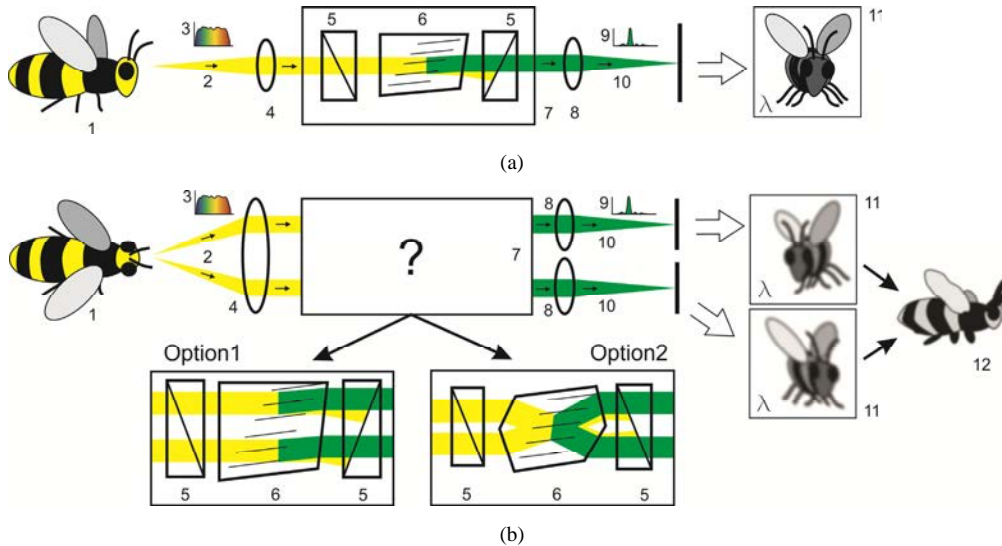 3 5 6 5 9 11
2 10
1 4 7 8 λ
(a)
3 8 9 11
2 ? 7 10
1 4 8 10 λ
Option1 Option2 λ 12
11
5 6 5 5 6 5
(b)